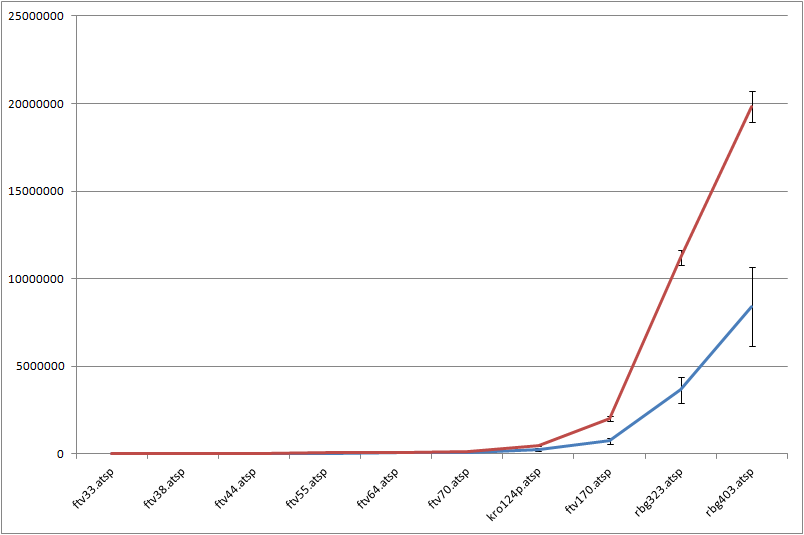 25000000
20000000
15000000
10000000
5000000
0
ftv33.atsp
ftv38.atsp
ftv44.atsp
ftv55.atsp
ftv64.atsp
ftv70.atsp
kro124p.atsp
ftv170.atsp
rbg323.atsp
rbg403.atsp